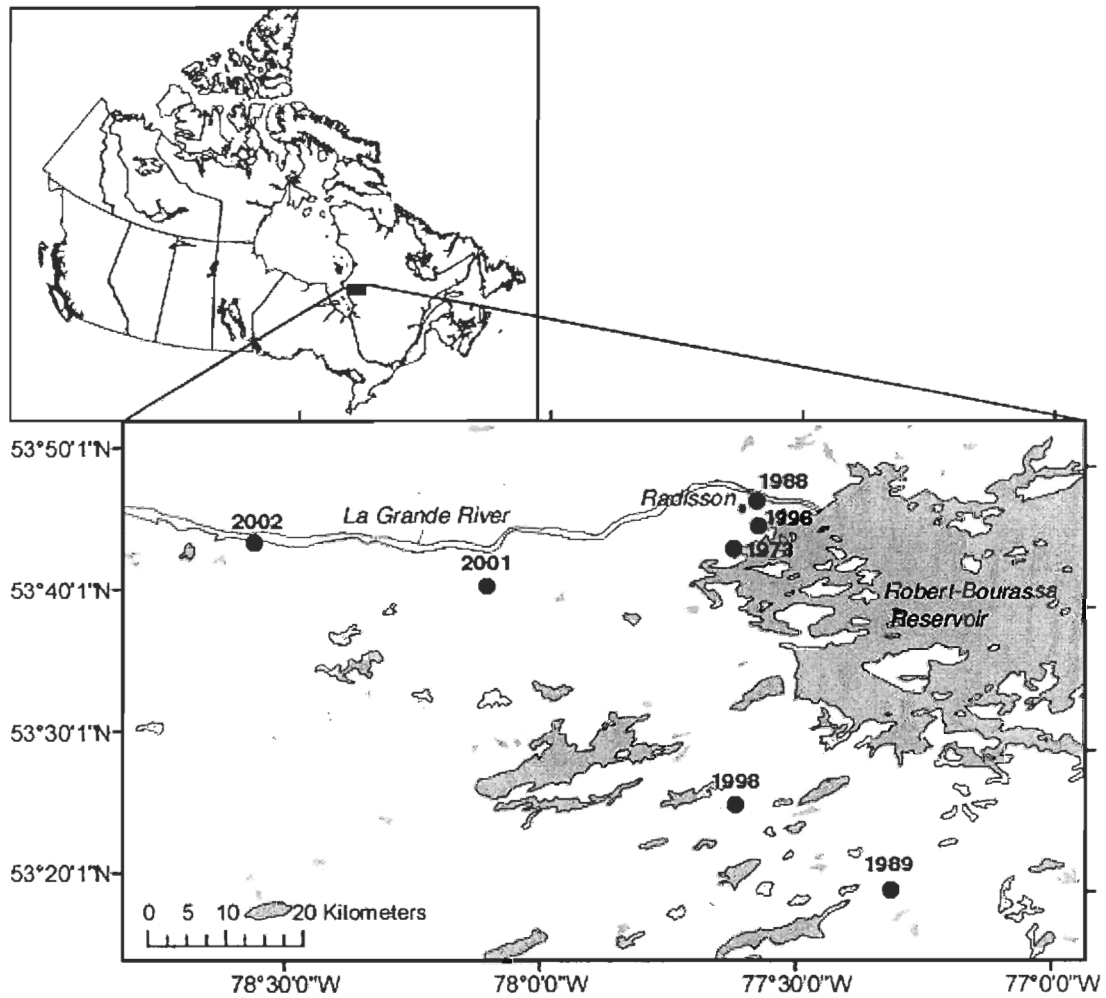 53°50'1"N
1988
Radisson
2002
La Grande River
1996
1973
2001
53°40'1"N
Robert-Bourassa
Reservoir
53°30'1"N
1998
1989
53°20'1"N
0 5 10 20 Kilometers
78°30'0"W
78°0'0"W
77°30'0"W
77°0'0"W